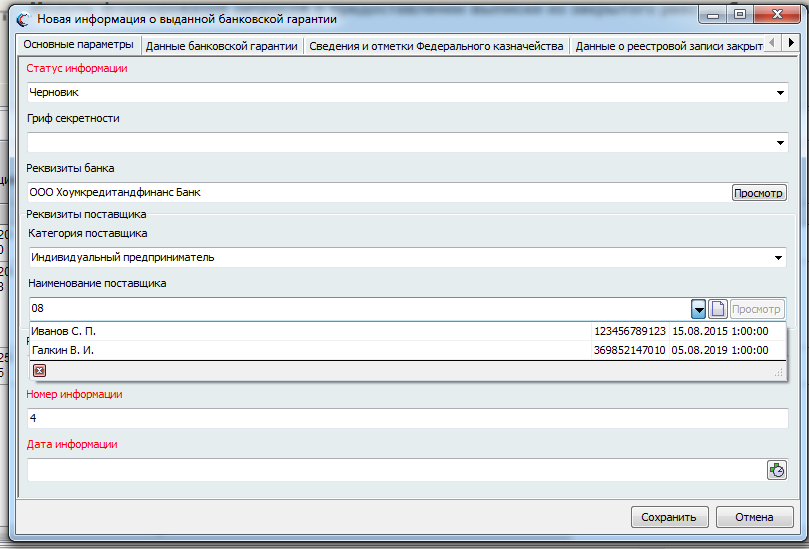 Новая информация о выданной банковской гарантии
Основные параметры Данные банковской гарантии Сведения и отметки Федерального казначейства Данные о реестровой записи закрыт
Статус информации
Черновик
Гриф секретности
Реквизиты банка
ООО Хоумкредитандфинанс Банк Просмотр
Реквизиты поставщика
Категория поставщика
Индивидуальный предприниматель
Наименование поставщика
08 Просмотр
Иванов С. П. 123456789123 15.08.2015 1:00:00
Галкин В. И. 369852147010 05.08.2019 1:00:00
Номер информации
4
Дата информации
Сохранить Отмена